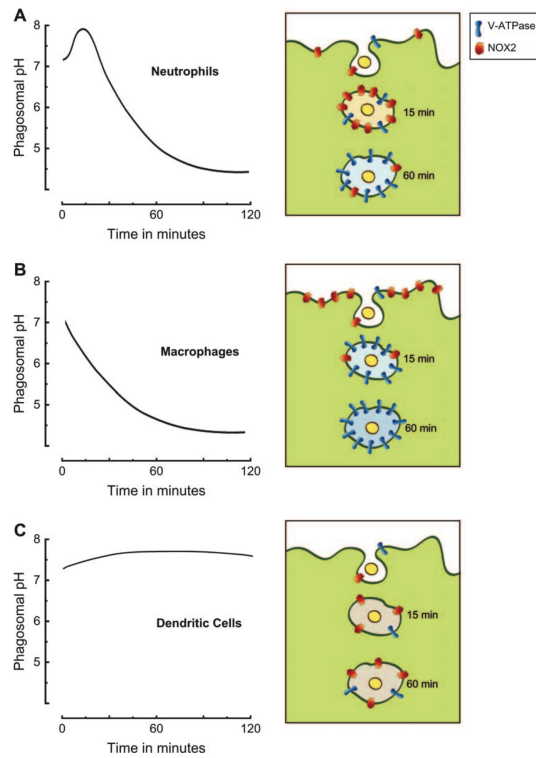 A
Phagosomal pH
8
7
6
5
Neutrophils
0
60
120
Time in minutes
15 min
60 min
V-ATPase
NOX2
B
Phagosomal pH
8
7
6
5
Macrophages
0
60
120
Time in minutes
15 min
60 min
C
Phagosomal pH
8
7
6
5
Dendritic Cells
0
60
120
Time in minutes
15 min
60 min